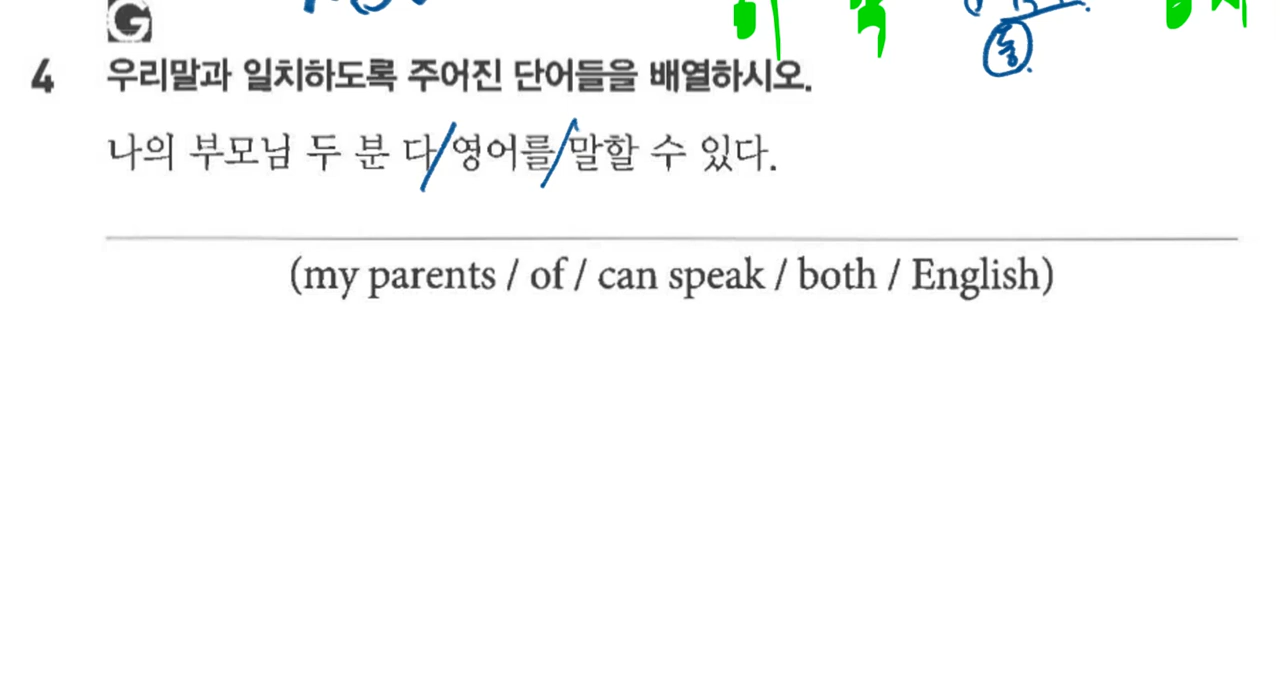 G
동
4 우리말과 일치하도록 주어진 단어들을 배열하시오.
나의 부모님 두 분 다/영어를/말할 수 있다.
(my parents / of / can speak / both / English)